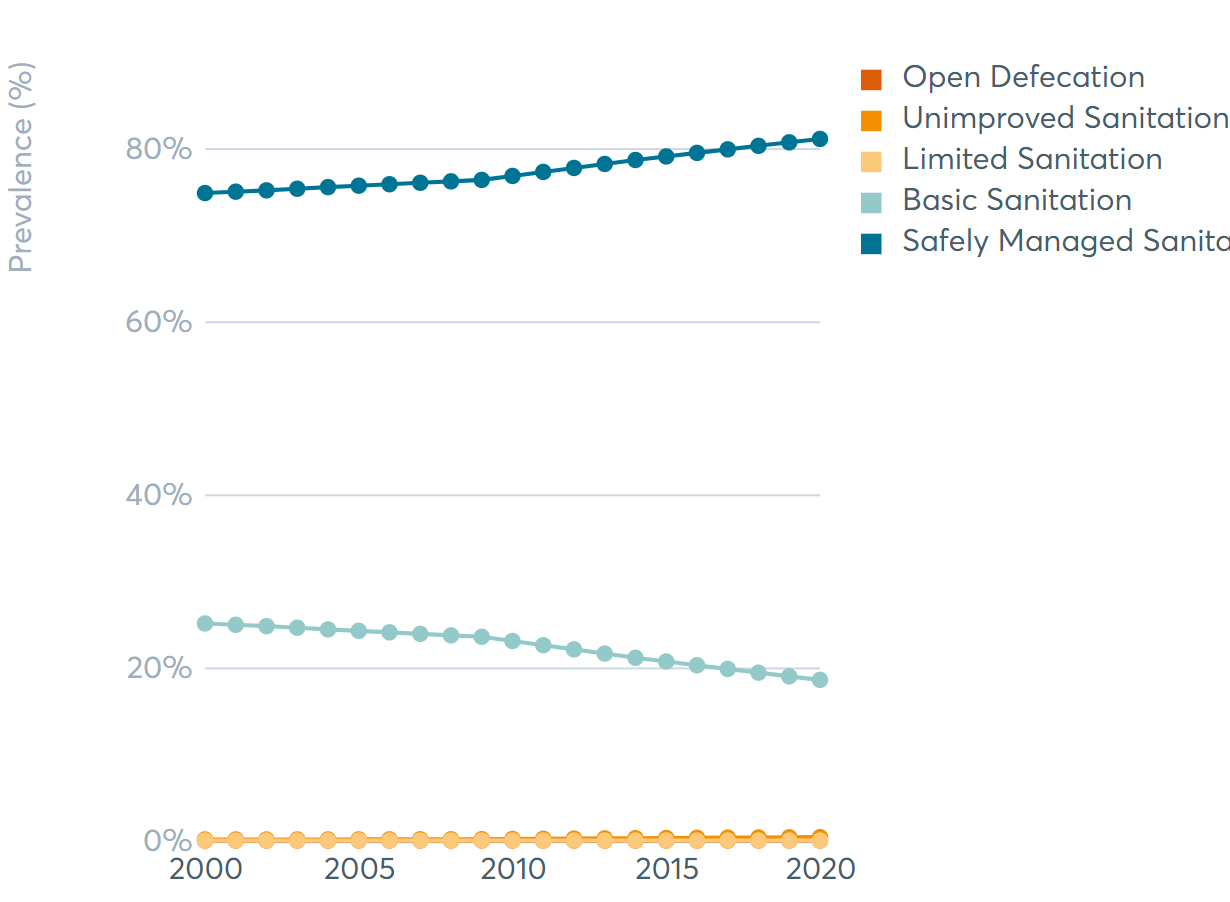 Prevalence (%)
80%
60%
40%
20%
0%
2000 2005 2010 2015 2020
Open Defecation
Unimproved Sanitation
Limited Sanitation
Basic Sanitation
Safely Managed Sanita